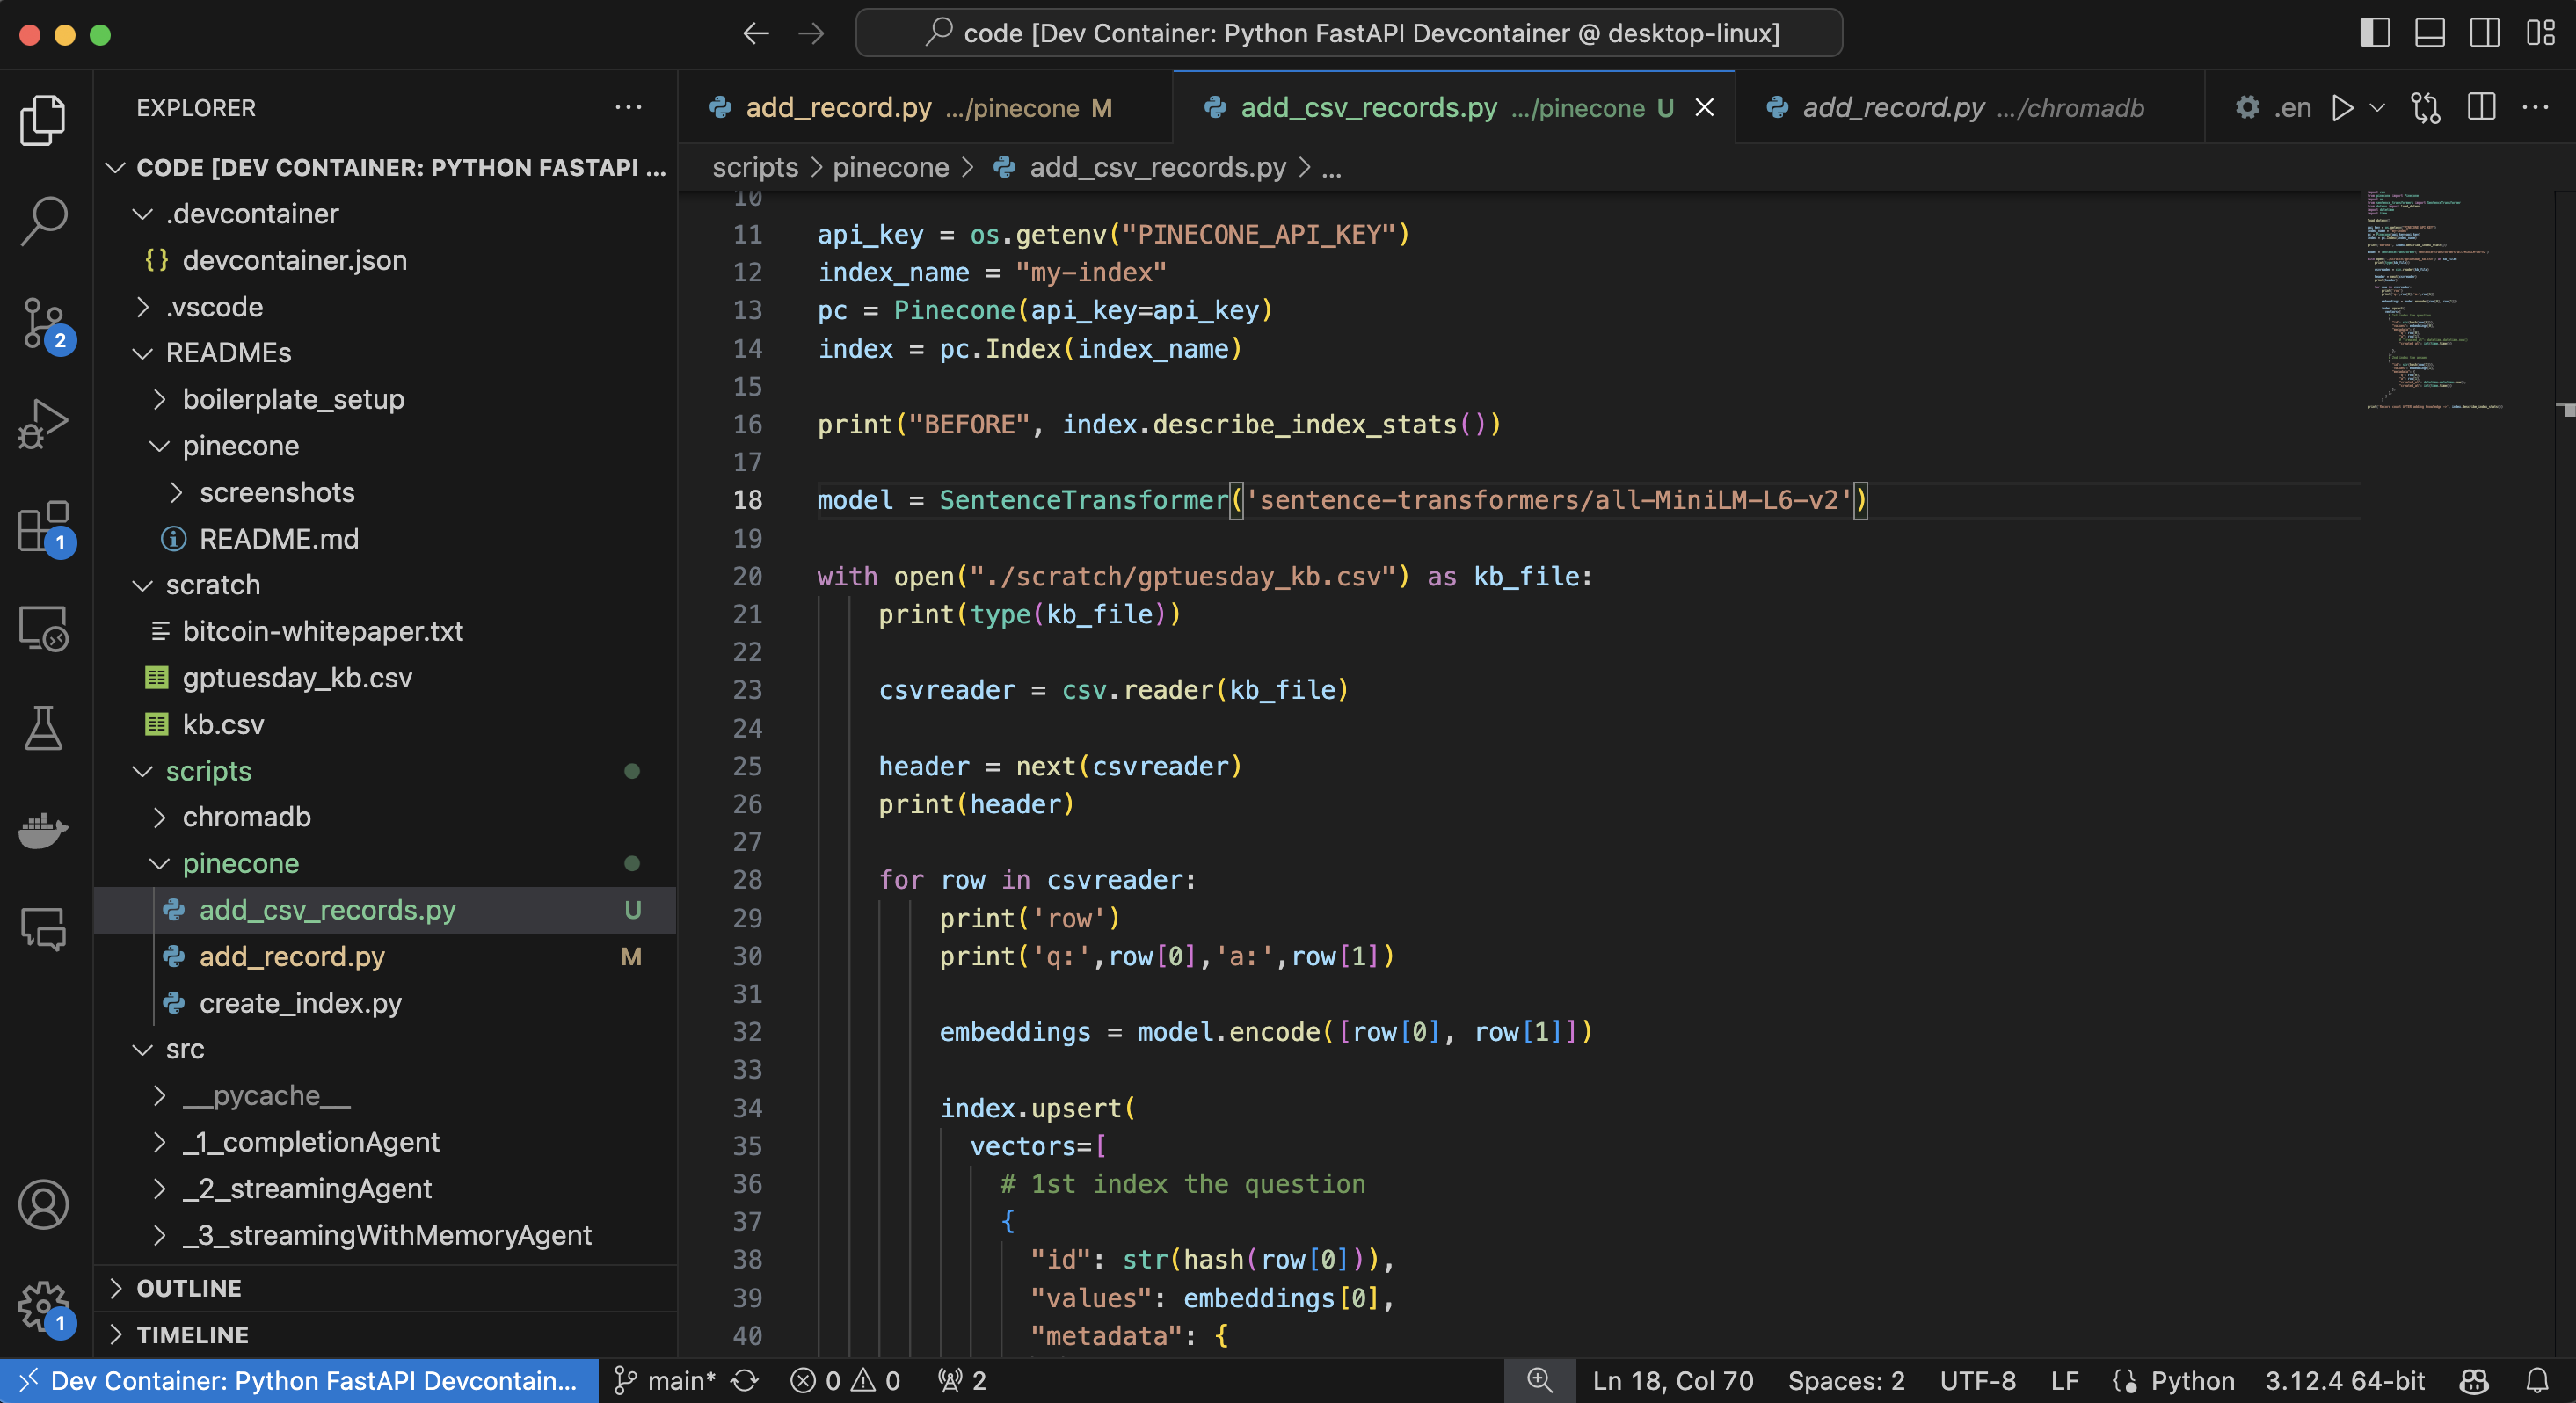 code [Dev Container: Python FastAPI Devcontainer @ desktop-linux]
EXPLORER
add_record.py .../pinecone M
add_csv_records.py .../pinecone U
add_record.py .../chromadb
.en
scripts > pinecone > add_csv_records.py > ...
CODE [DEV CONTAINER: PYTHON FASTAPI ...
.devcontainer
devcontainer.json
.vscode
READMEs
boilerplate_setup
pinecone
screenshots
README.md
scratch
bitcoin-whitepaper.txt
gptuesday_kb.csv
kb.csv
scripts
chromadb
pinecone
add_csv_records.py U
add_record.py M
create_index.py
src
__pycache__
_1_completionAgent
_2_streamingAgent
_3_streamingWithMemoryAgent
OUTLINE
TIMELINE
2
1
1
10
11 api_key = os.getenv("PINECONE_API_KEY")
12 index_name = "my-index"
13 pc = Pinecone(api_key=api_key)
14 index = pc.Index(index_name)
15
16 print("BEFORE", index.describe_index_stats())
17
18 model = SentenceTransformer('sentence-transformers/all-MiniLM-L6-v2')
19
20 with open("./scratch/gptuesday_kb.csv") as kb_file:
21 print(type(kb_file))
22
23 csvreader = csv.reader(kb_file)
24
25 header = next(csvreader)
26 print(header)
27
28 for row in csvreader:
29 print('row')
30 print('q:',row[0],'a:',row[1])
31
32 embeddings = model.encode([row[0], row[1]])
33
34 index.upsert(
35 vectors=[
36 # 1st index the question
37 {
38 "id": str(hash(row[0])),
39 "values": embeddings[0],
40 "metadata": {
Dev Container: Python FastAPI Devcontain... main* 0 0 2 Ln 18, Col 70 Spaces: 2 UTF-8 LF Python 3.12.4 64-bit